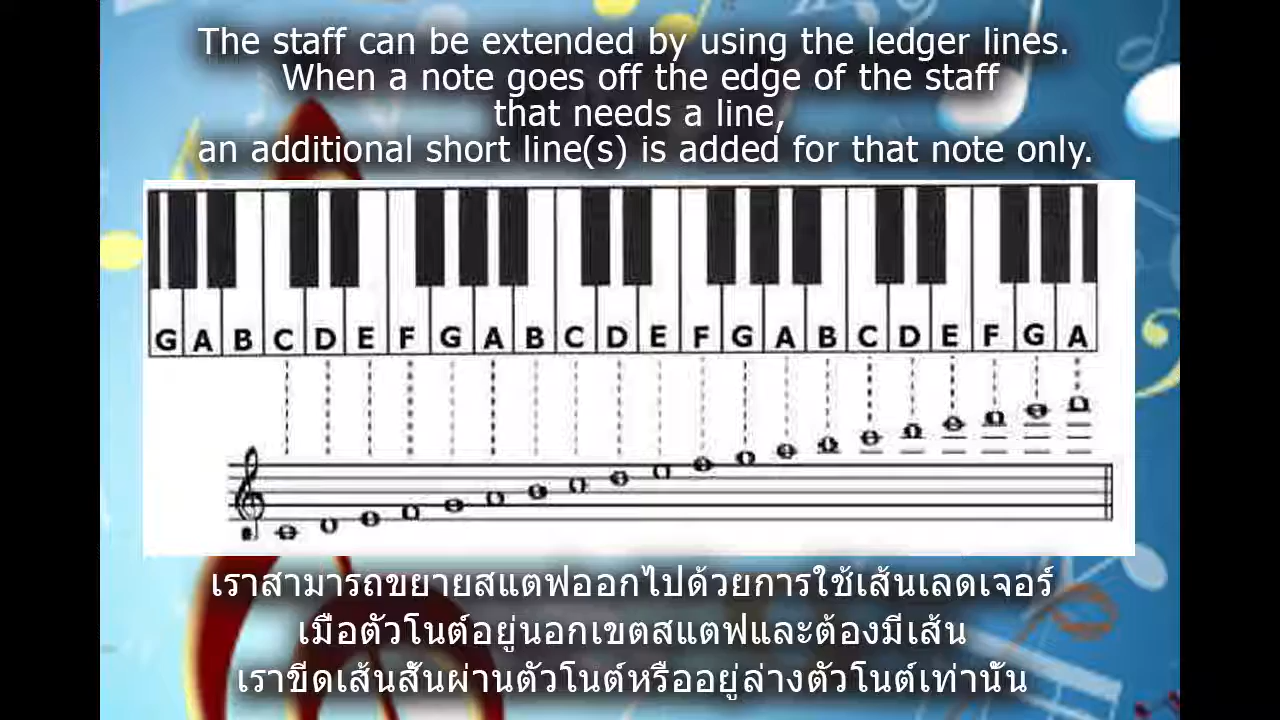 The staff can be extended by using the ledger lines.
When a note goes off the edge of the staff
that needs a line,
an additional short line(s) is added for that note only.
G A B C D E F G A B C D E F G A B C D E F G A
เราสามารถขยายสแตฟออกไปด้วยการใช้เส้นเลดเจอร์
เมื่อตัวโนต์อยู่นอกเขตสแตฟและต้องมีเส้น
เราขีดเส้นสั้นผ่านตัวโนต์หรืออยู่ล่างตัวโนต์เท่านั้น